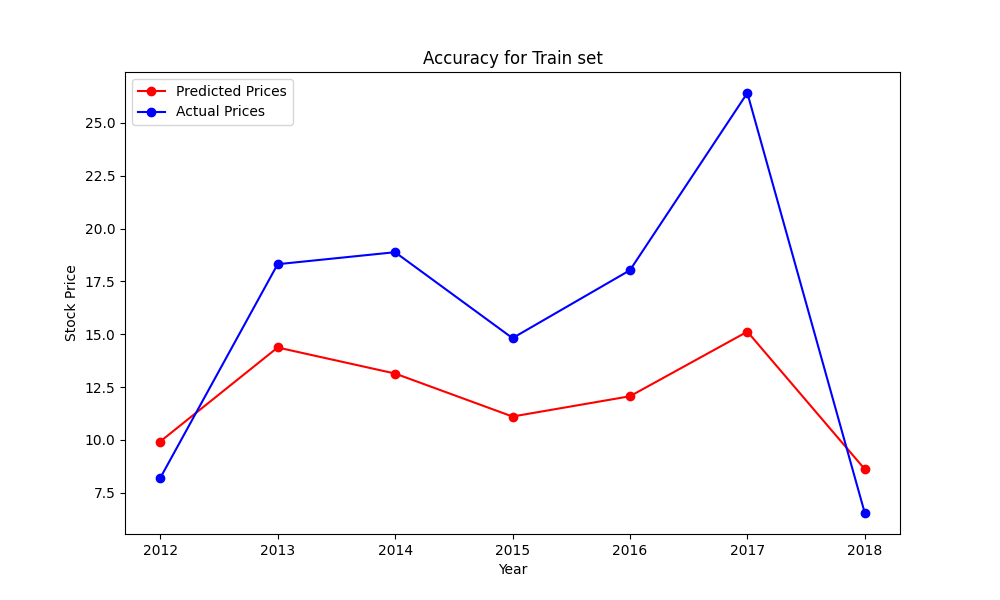 Accuracy for Train set
Predicted Prices
Actual Prices
25.0
22.5
20.0
17.5
15.0
12.5
10.0
7.5
Stock Price
2012 2013 2014 2015 2016 2017 2018
Year